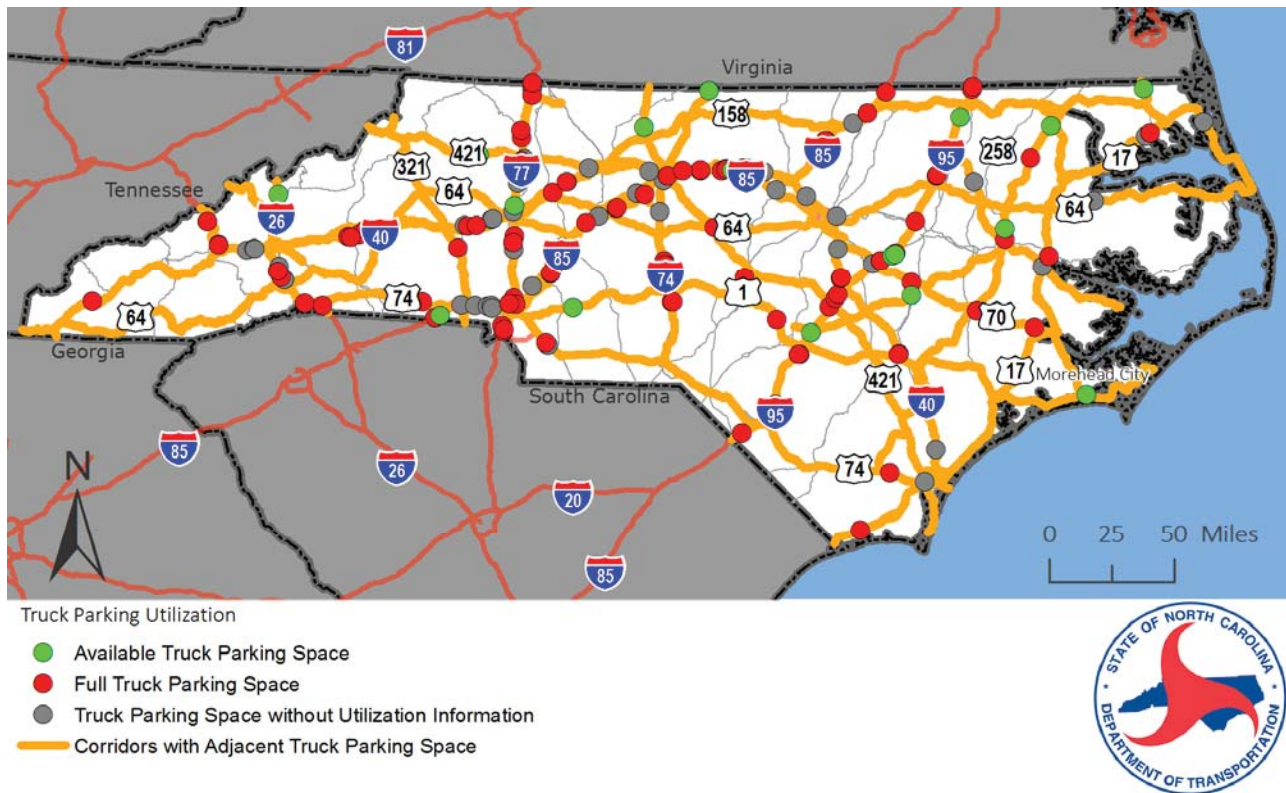 81
Virginia
158
421
77
321
64
Tennessee
26
40
85
85
95
258
17
64
64
85
74
1
70
17
Morehead City
74
64
Georgia
South Carolina
421
40
95
74
85
26
20
85
N
0 25 50 Miles
Truck Parking Utilization
Available Truck Parking Space
Full Truck Parking Space
Truck Parking Space without Utilization Information
Corridors with Adjacent Truck Parking Space
STATE OF NORTH CAROLINA
DEPARTMENT OF TRANSPORTATION